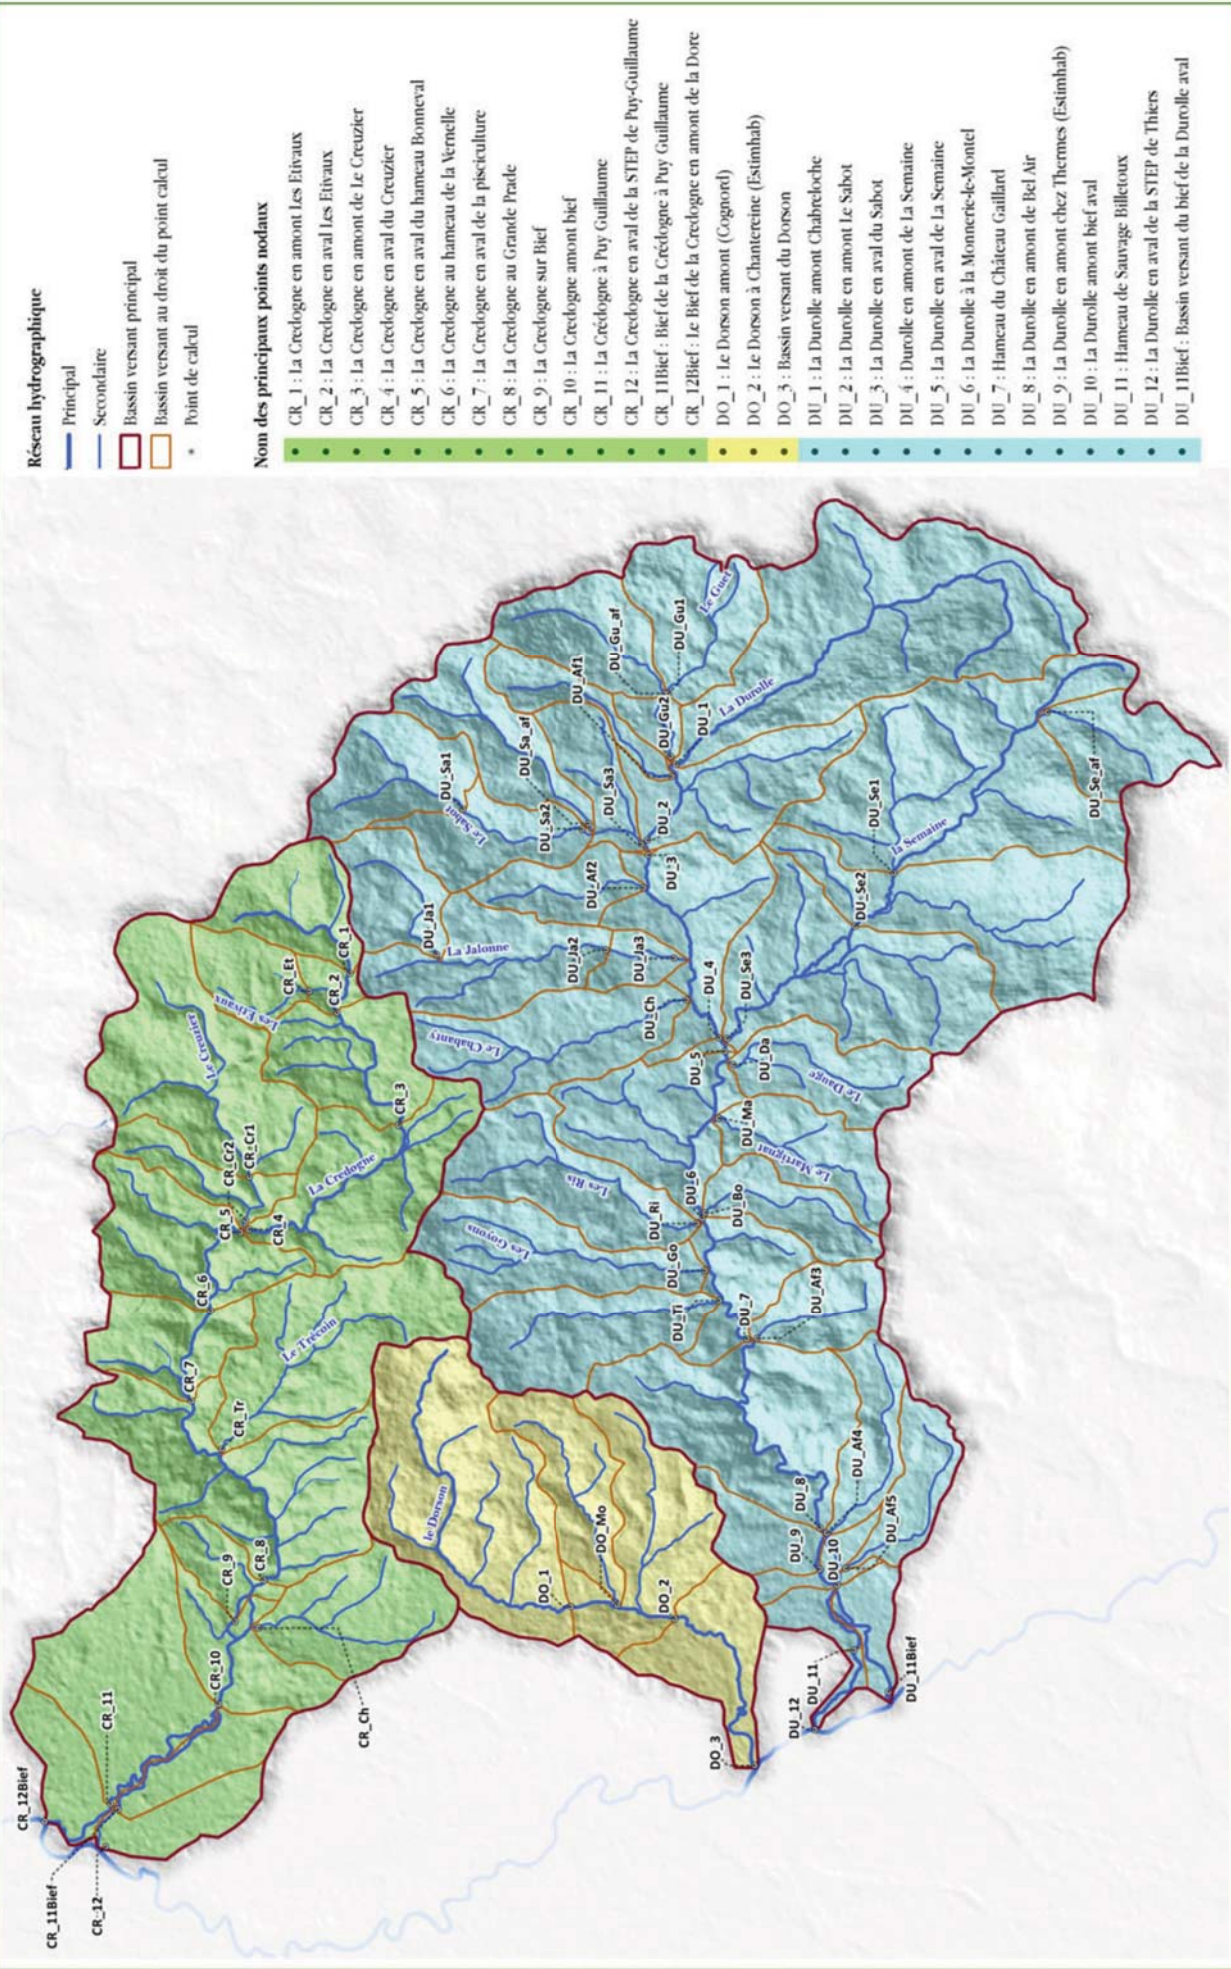 Réseau hydrographique
Principal
Secondaire
Bassin versant principal
Bassin versant au droit du point calcul
Point de calcul
Nom des principaux points nodaux
CR_1 : La Credogne en amont Les Etivaux
CR_2 : La Credogne en aval Les Etivaux
CR_3 : La Credogne en amont de Le Creuzier
CR_4 : La Credogne en aval du Creuzier
CR_5 : La Credogne en aval du hameau Bonneval
CR_6 : La Credogne au hameau de la Vernelle
CR_7 : La Credogne en aval de la pisciculture
CR_8 : La Credogne au Grande Prade
CR_9 : La Credogne sur Bief
CR_10 : La Credogne amont bief
CR_11 : La Crédogne à Puy Guillaume
CR_12 : La Credogne en aval de la STEP de Puy-Guillaume
CR_11Bief : Bief de la Crédogne à Puy Guillaume
CR_12Bief : Le Bief de la Credogne en amont de la Dore
DO_1 : Le Dorson amont (Cognord)
DO_2 : Le Dorson à Chantereine (Estimhab)
DO_3 : Bassin versant du Dorson
DU_1 : La Durolle amont Chabreloche
DU_2 : La Durolle en amont Le Sabot
DU_3 : La Durolle en aval du Sabot
DU_4 : Durolle en amont de La Semaine
DU_5 : La Durolle en aval de La Semaine
DU_6 : La Durolle à la Monnerie-le-Montel
DU_7 : Hameau du Château Gaillard
DU_8 : La Durolle en amont de Bel Air
DU_9 : La Durolle en amont chez Thermes (Estimhab)
DU_10 : La Durolle amont bief aval
DU_11 : Hameau de Sauvage Billetoux
DU_12 : La Durolle en aval de la STEP de Thiers
DU_11Bief : Bassin versant du bief de la Durolle aval
CR_12Bief
CR_11Bief
CR_12
CR_11
CR_10
CR_Ch
CR_9
CR_8
CR_Tr
CR_7
CR_6
Le Trécoin
CR_5
CR_4
CR_Cr2
CR_Cr1
La Credogne
CR_3
Le Creuzier
Les Etivaux
CR_Et
CR_2
CR_1
le Dorson
DO_1
DO_Mo
DO_2
DO_3
DU_12
DU_11
DU_11Bief
DU_9
DU_8
DU_10
DU_Af4
DU_Af5
DU_7
DU_Af3
DU_Ti
DU_Go
Les Goyons
DU_Ri
Les Ris
DU_6
DU_Bo
DU_Ma
Le Martignat
DU_5
DU_Da
Le Dauge
DU_4
DU_Se3
DU_Ch
Le Chabanty
DU_Ja1
La Jalonne
DU_Ja2
DU_Ja3
DU_Af2
DU_3
DU_2
DU_Sa1
Le Sabot
DU_Sa2
DU_Sa_af
DU_Sa3
DU_Af1
DU_Gu_af
DU_Gu1
DU_Gu2
Le Guet
DU_1
La Durolle
DU_Se2
DU_Se1
la Semaine
DU_Se_af